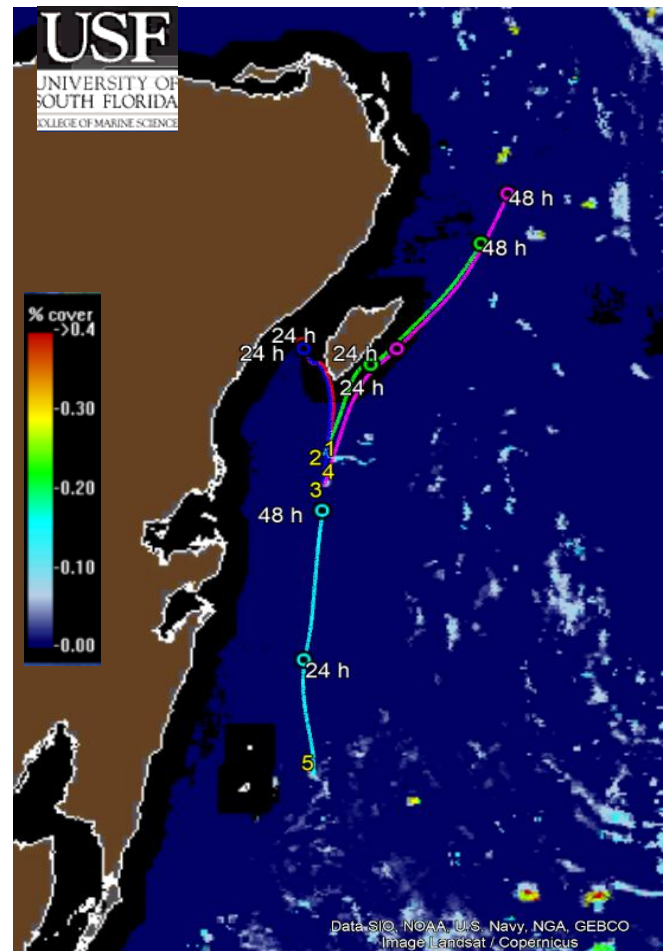 USF
UNIVERSITY OF
SOUTH FLORIDA
COLLEGE OF MARINE SCIENCE
48 h
48 h
% cover
->0.4
-0.30
-0.20
-0.10
-0.00
24 h
24 h
24 h
24 h
1
2
4
3
48 h
24 h
5
Data SIO, NOAA, U.S. Navy, NGA, GEBCO
Image Landsat / Copernicus